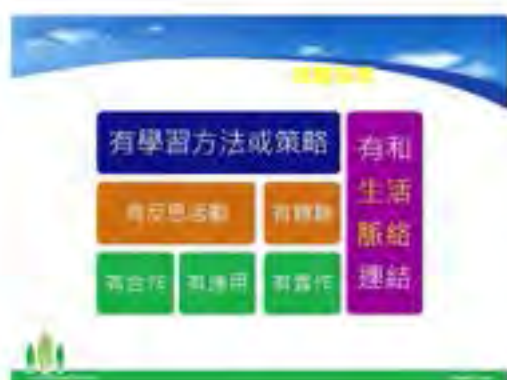 有學習方法或策略
有反思活動
有體驗
有合作
有應用
有實作
有和
生活
脈絡
連結